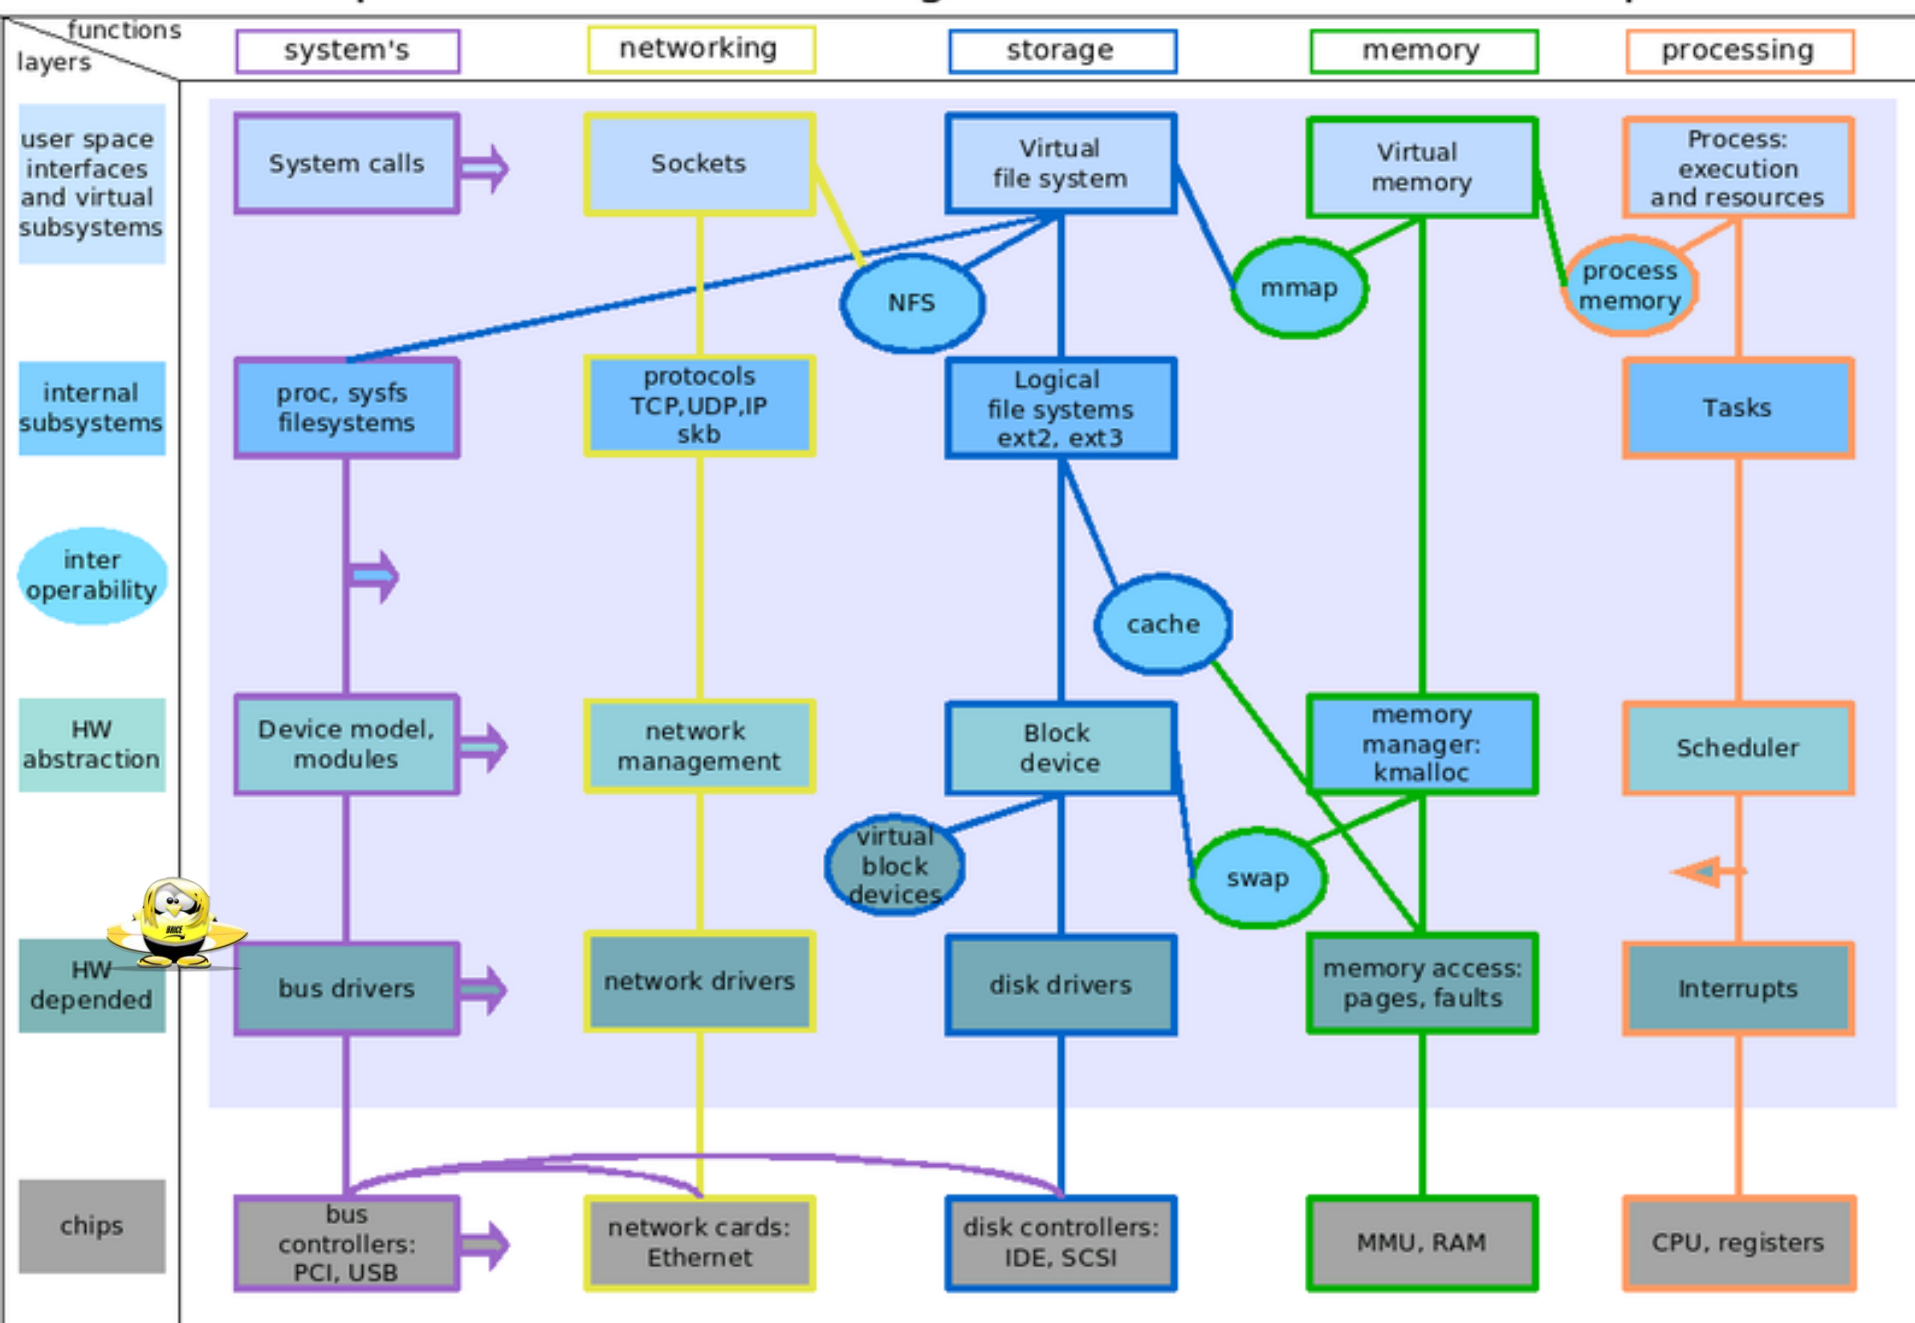 functions
layers
system's
networking
storage
memory
processing
user space
interfaces
and virtual
subsystems
System calls
Sockets
Virtual
file system
Virtual
memory
Process:
execution
and resources
NFS
mmap
process
memory
internal
subsystems
proc, sysfs
filesystems
protocols
TCP,UDP,IP
skb
Logical
file systems
ext2, ext3
Tasks
inter
operability
cache
HW
abstraction
Device model,
modules
network
management
Block
device
memory
manager:
kmalloc
Scheduler
virtual
block
devices
swap
BRICE
HW
depended
bus drivers
network drivers
disk drivers
memory access:
pages, faults
Interrupts
chips
bus
controllers:
PCI, USB
network cards:
Ethernet
disk controllers:
IDE, SCSI
MMU, RAM
CPU, registers